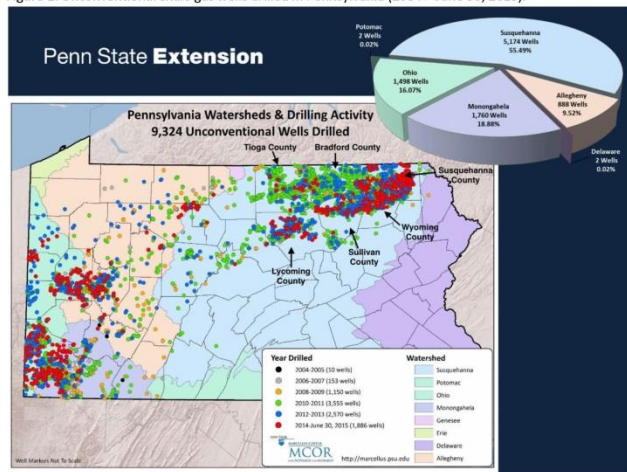 Penn State Extension
Potomac
2 Wells
0.02%
Susquehanna
5,174 Wells
55.49%
Ohio
1,498 Wells
16.07%
Monongahela
1,760 Wells
18.88%
Allegheny
888 Wells
9.52%
Delaware
2 Wells
0.02%
Pennsylvania Watersheds & Drilling Activity
9,324 Unconventional Wells Drilled
Tioga County
Bradford County
Susquehanna
County
Wyoming
County
Sullivan
County
Lycoming
County
Year Drilled
2004-2005 (10 wells)
2006-2007 (153 wells)
2008-2009 (1,150 wells)
2010-2011 (3,555 wells)
2012-2013 (2,570 wells)
2014-June 30, 2015 (1,886 wells)
Watershed
Susquehanna
Potomac
Ohio
Monongahela
Genesee
Erie
Delaware
Allegheny
MCOR
http://marcellus.psu.edu
Well Markers Not To Scale